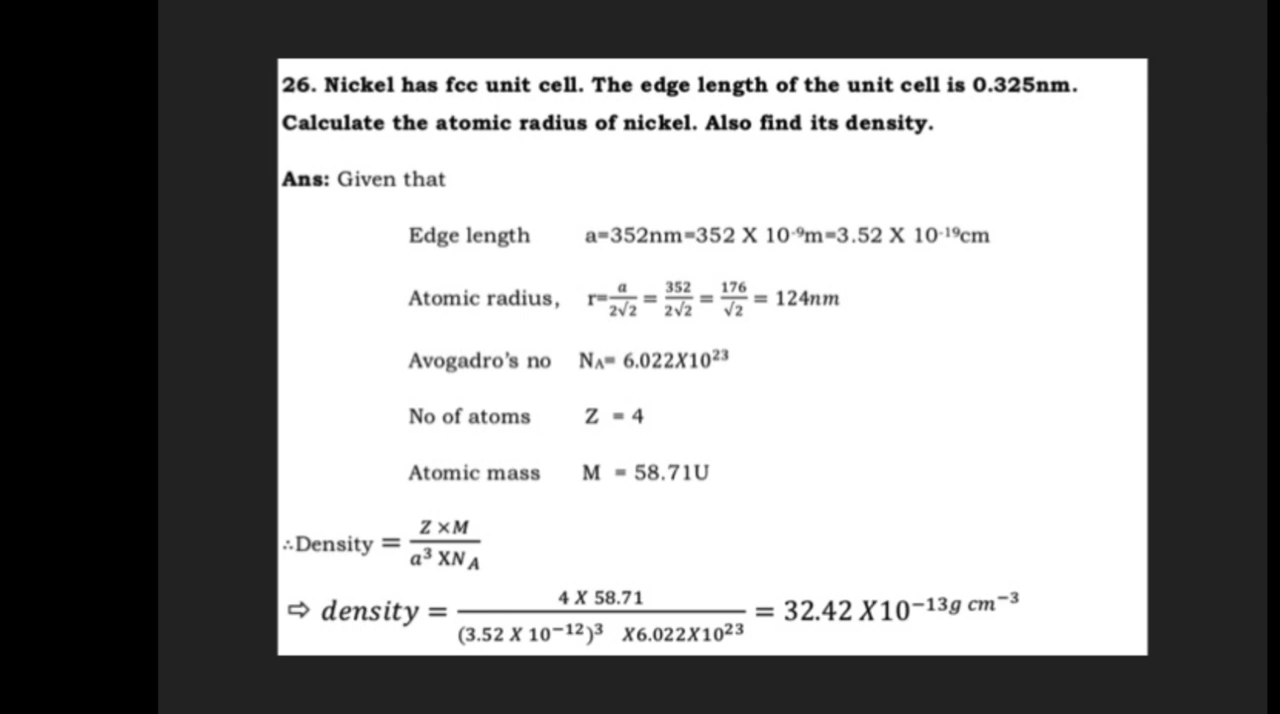 26. Nickel has fcc unit cell. The edge length of the unit cell is 0.325nm.
Calculate the atomic radius of nickel. Also find its density.
Ans: Given that
Edge length a=352nm=352 X 10⁻⁹m=3.52 X 10⁻¹⁹cm
Atomic radius, r=a/2√2 = 352/2√2 = 176/√2 = 124nm
Avogadro's no Nᴀ= 6.022X10²³
No of atoms Z = 4
Atomic mass M = 58.71U
∴Density = Z ×M / a³ XN_A
⇨ density = 4 X 58.71 / (3.52 X 10⁻¹²)³ X6.022X10²³ = 32.42 X10⁻¹³g cm⁻³